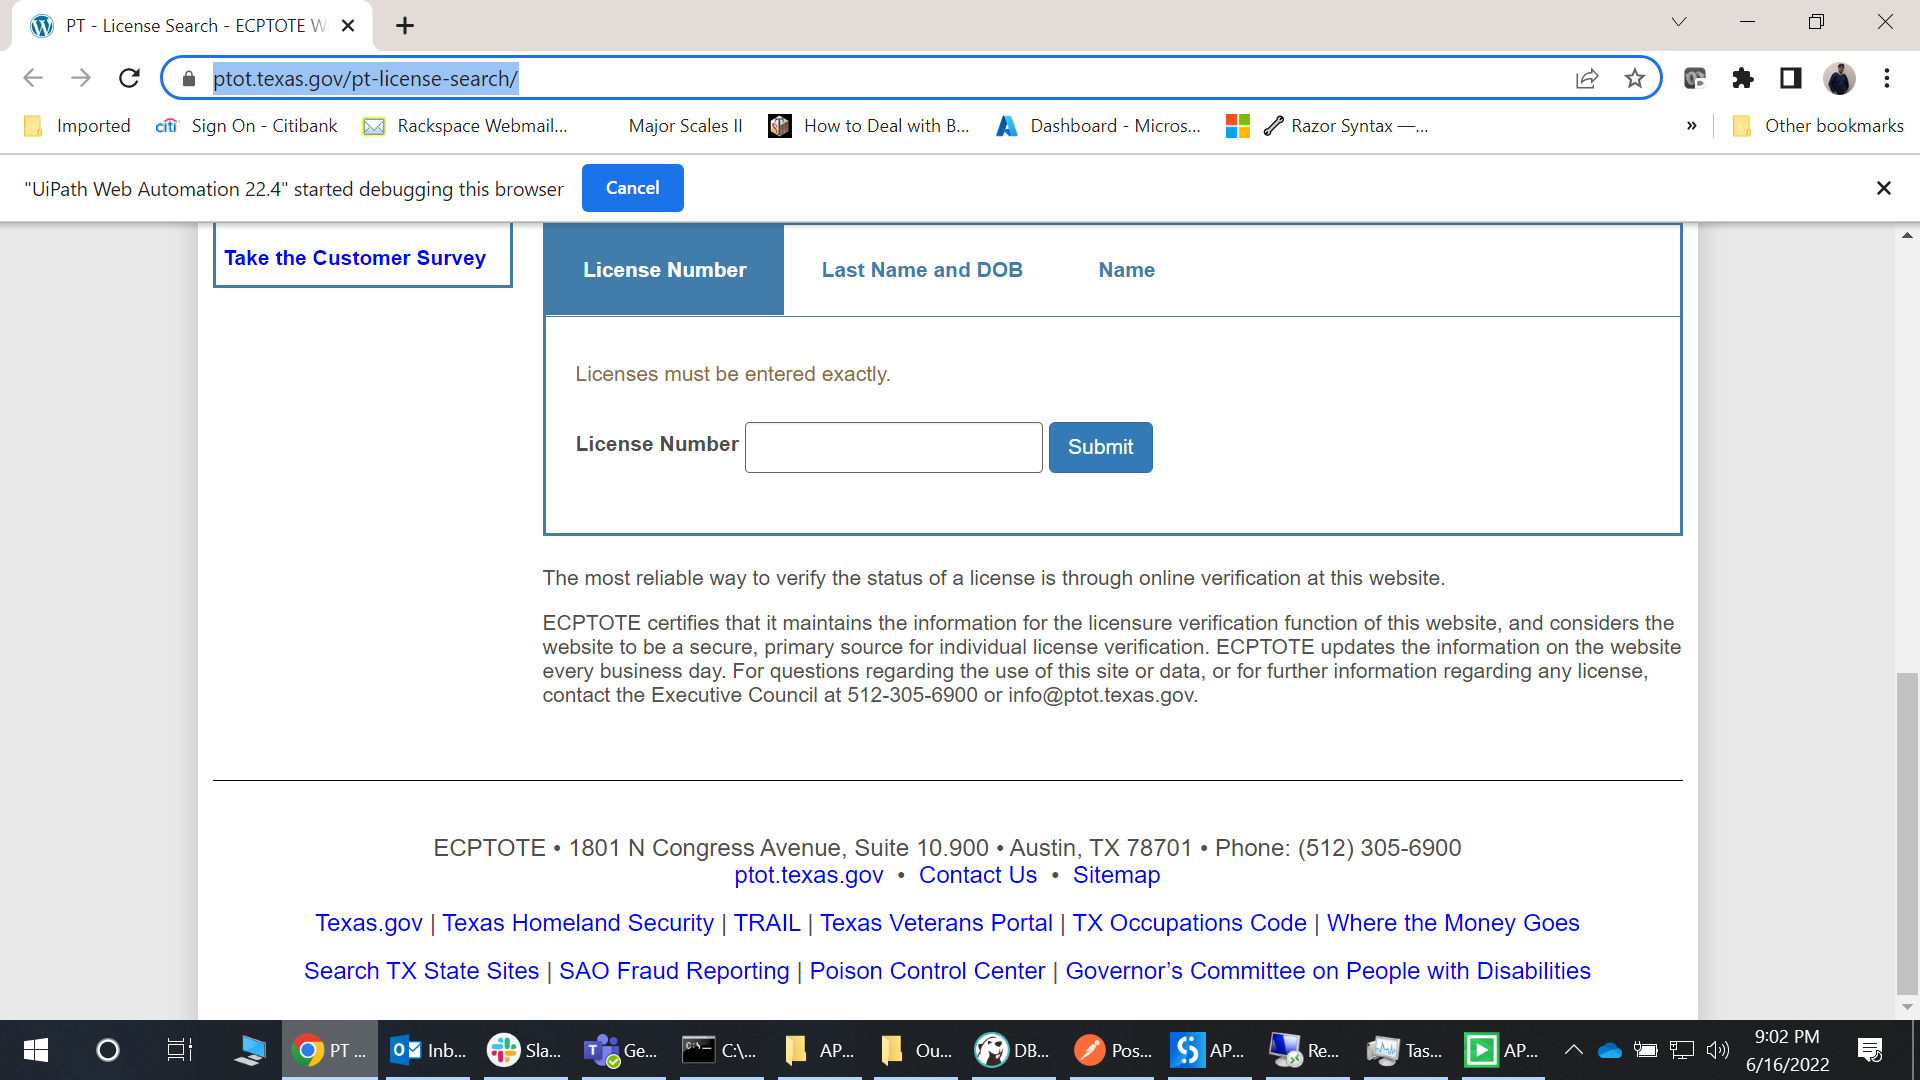 PT - License Search - ECPTOTE W
ptot.texas.gov/pt-license-search/
Imported
citi Sign On - Citibank
Rackspace Webmail...
Major Scales II
How to Deal with B...
Dashboard - Micros...
Razor Syntax —...
»
Other bookmarks
"UiPath Web Automation 22.4" started debugging this browser
Cancel
Take the Customer Survey
License Number
Last Name and DOB
Name
Licenses must be entered exactly.
License Number
Submit
The most reliable way to verify the status of a license is through online verification at this website.
ECPTOTE certifies that it maintains the information for the licensure verification function of this website, and considers the
website to be a secure, primary source for individual license verification. ECPTOTE updates the information on the website
every business day. For questions regarding the use of this site or data, or for further information regarding any license,
contact the Executive Council at 512-305-6900 or info@ptot.texas.gov.
ECPTOTE • 1801 N Congress Avenue, Suite 10.900 • Austin, TX 78701 • Phone: (512) 305-6900
ptot.texas.gov • Contact Us • Sitemap
Texas.gov | Texas Homeland Security | TRAIL | Texas Veterans Portal | TX Occupations Code | Where the Money Goes
Search TX State Sites | SAO Fraud Reporting | Poison Control Center | Governor’s Committee on People with Disabilities
PT ...
Inb...
Sla...
Ge...
C:\...
AP...
Ou...
DB...
Pos...
AP...
Re...
Tas...
AP...
9:02 PM
6/16/2022